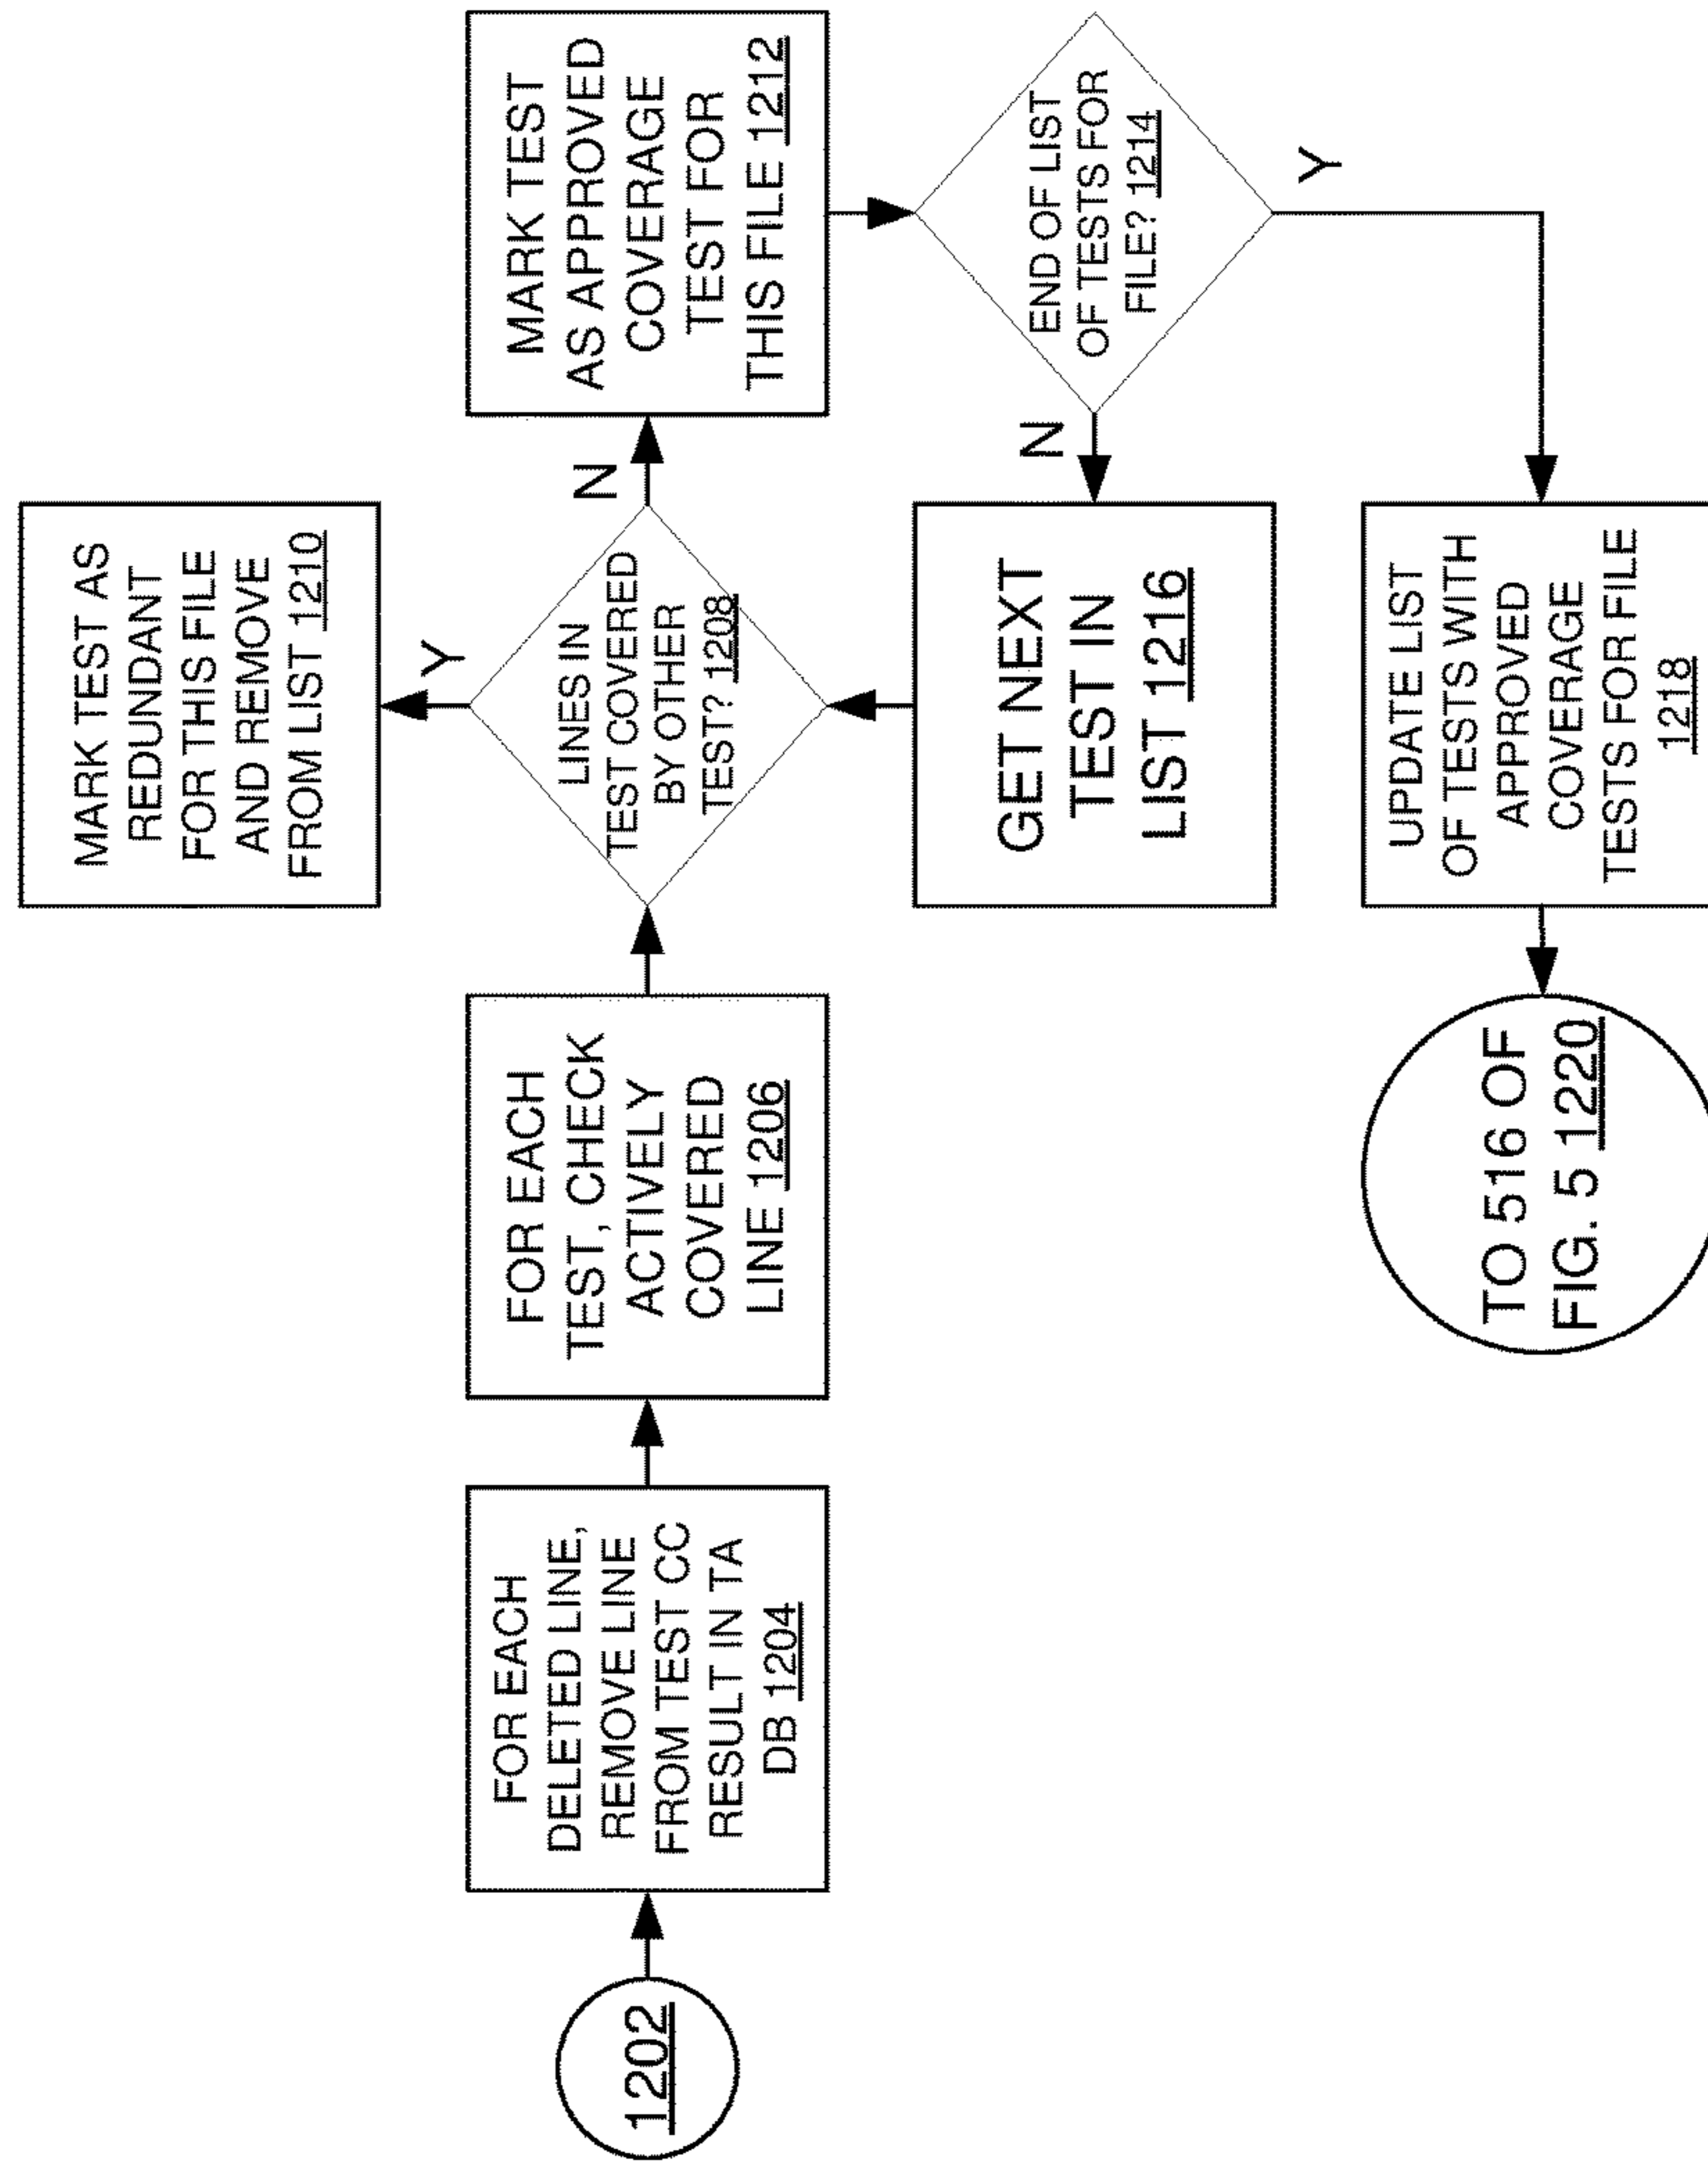 1202
FOR EACH
DELETED LINE,
REMOVE LINE
FROM TEST CC
RESULT IN TA
DB 1204
FOR EACH
TEST, CHECK
ACTIVELY
COVERED
LINE 1206
LINES IN
TEST COVERED
BY OTHER
TEST? 1208
Y
MARK TEST AS
REDUNDANT
FOR THIS FILE
AND REMOVE
FROM LIST 1210
N
MARK TEST
AS APPROVED
COVERAGE
TEST FOR
THIS FILE 1212
END OF LIST
OF TESTS FOR
FILE? 1214
N
GET NEXT
TEST IN
LIST 1216
Y
UPDATE LIST
OF TESTS WITH
APPROVED
COVERAGE
TESTS FOR FILE
1218
TO 516 OF
FIG. 5 1220